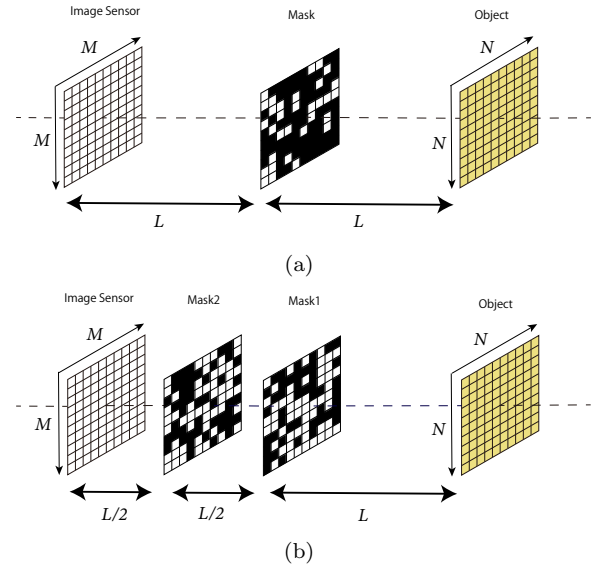 Image Sensor Mask Object
M N
M N
L L
(a)
Image Sensor Mask2 Mask1 Object
M N
M N
L/2 L/2 L
(b)